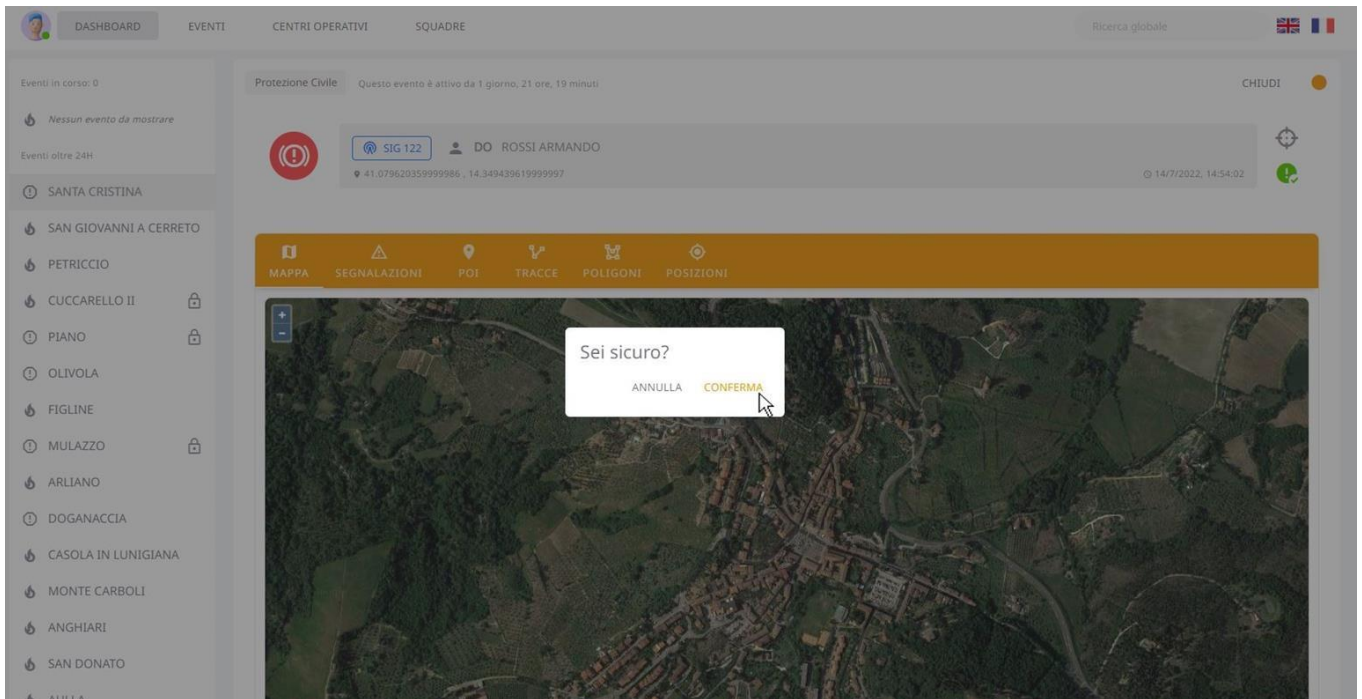 DASHBOARD EVENTI CENTRI OPERATIVI SQUADRE Ricerca globale
Eventi in corso: 0
Nessun evento da mostrare
Eventi oltre 24H
SANTA CRISTINA
SAN GIOVANNI A CERRETO
PETRICCIO
CUCCARELLO II
PIANO
OLIVOLA
FIGLINE
MULAZZO
ARLIANO
DOGANACCIA
CASOLA IN LUNIGIANA
MONTE CARBOLI
ANGHIARI
SAN DONATO
Protezione Civile Questo evento è attivo da 1 giorno, 21 ore, 19 minuti CHIUDI
SIG 122 DO ROSSI ARMANDO
41.079620359999986 , 14.349439619999997 14/7/2022, 14:54:02
MAPPA SEGNALAZIONI POI TRACCE POLIGONI POSIZIONI
+
-
Sei sicuro?
ANNULLA CONFERMA